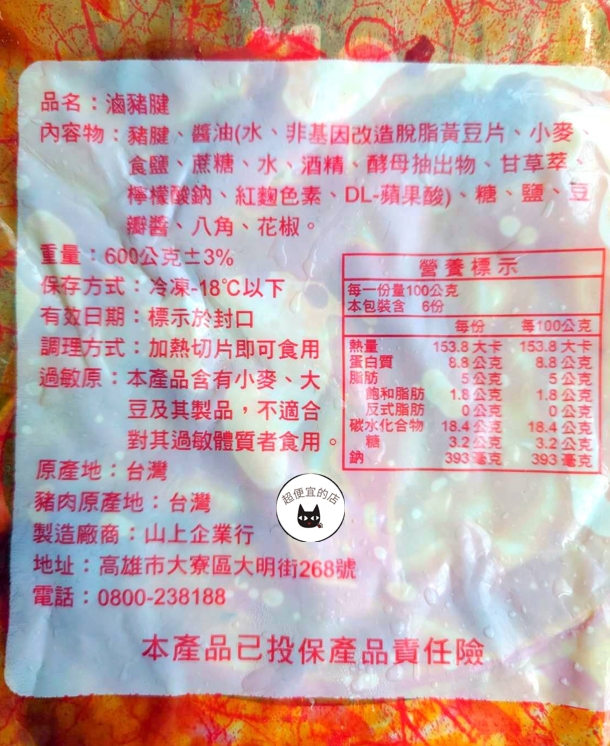 品名：滷豬腱
內容物：豬腱、醬油(水、非基因改造脫脂黃豆片、小麥
食鹽、蔗糖、水、酒精、酵母抽出物、甘草萃、
檸檬酸鈉、紅麴色素、DL-蘋果酸)、糖、鹽、豆
瓣醬、八角、花椒。
重量：600公克±3%
保存方式：冷凍-18℃以下
有效日期：標示於封口
調理方式：加熱切片即可食用
過敏原：本產品含有小麥、大
豆及其製品，不適合
對其過敏體質者食用。
原產地：台灣
豬肉原產地：台灣
製造廠商：山上企業行
地址：高雄市大寮區大明街268號
電話：0800-238188
營養標示
每一份量100公克
本包裝含 6份
每份 每100公克
熱量 153.8 大卡 153.8 大卡
蛋白質 8.8 公克 8.8 公克
脂肪 5 公克 5 公克
飽和脂肪 1.8 公克 1.8 公克
反式脂肪 0 公克 0 公克
碳水化合物 18.4 公克 18.4 公克
糖 3.2 公克 3.2 公克
鈉 393 毫克 393 毫克
超便宜的店
本產品已投保產品責任險